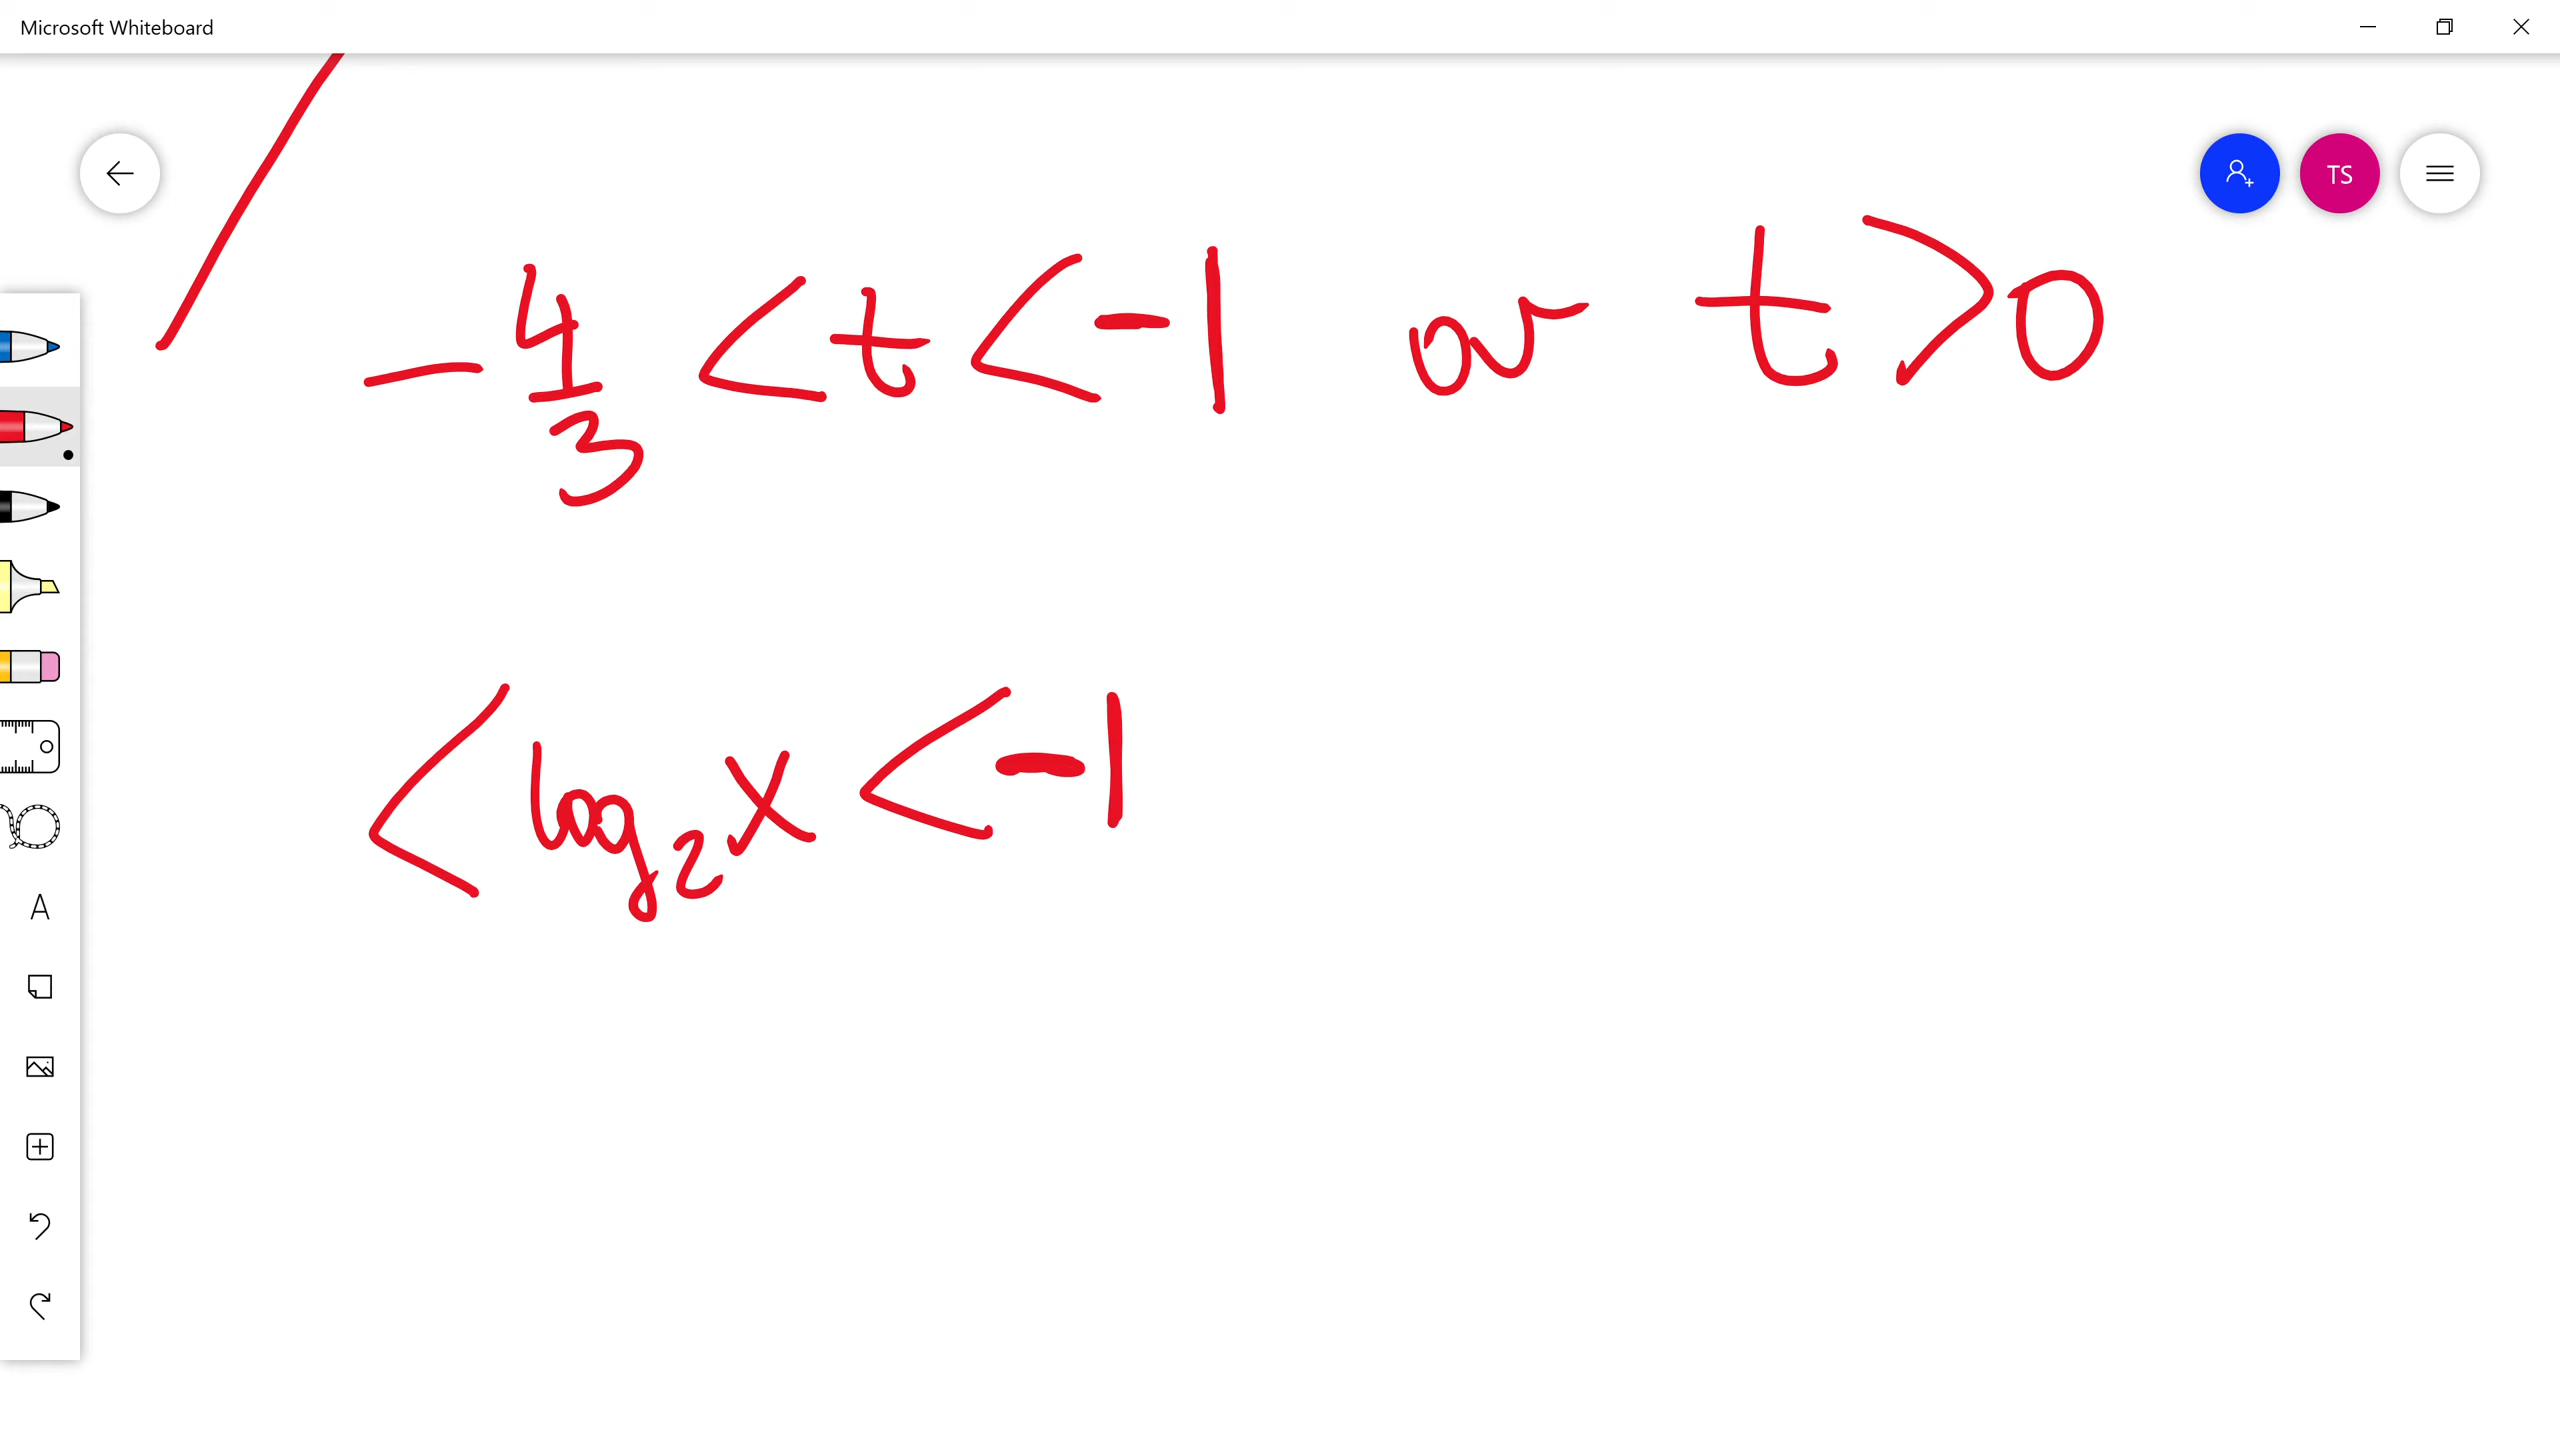 Microsoft Whiteboard
TS
-4/3 < t < -1 or t > 0
< log₂x < -1
A